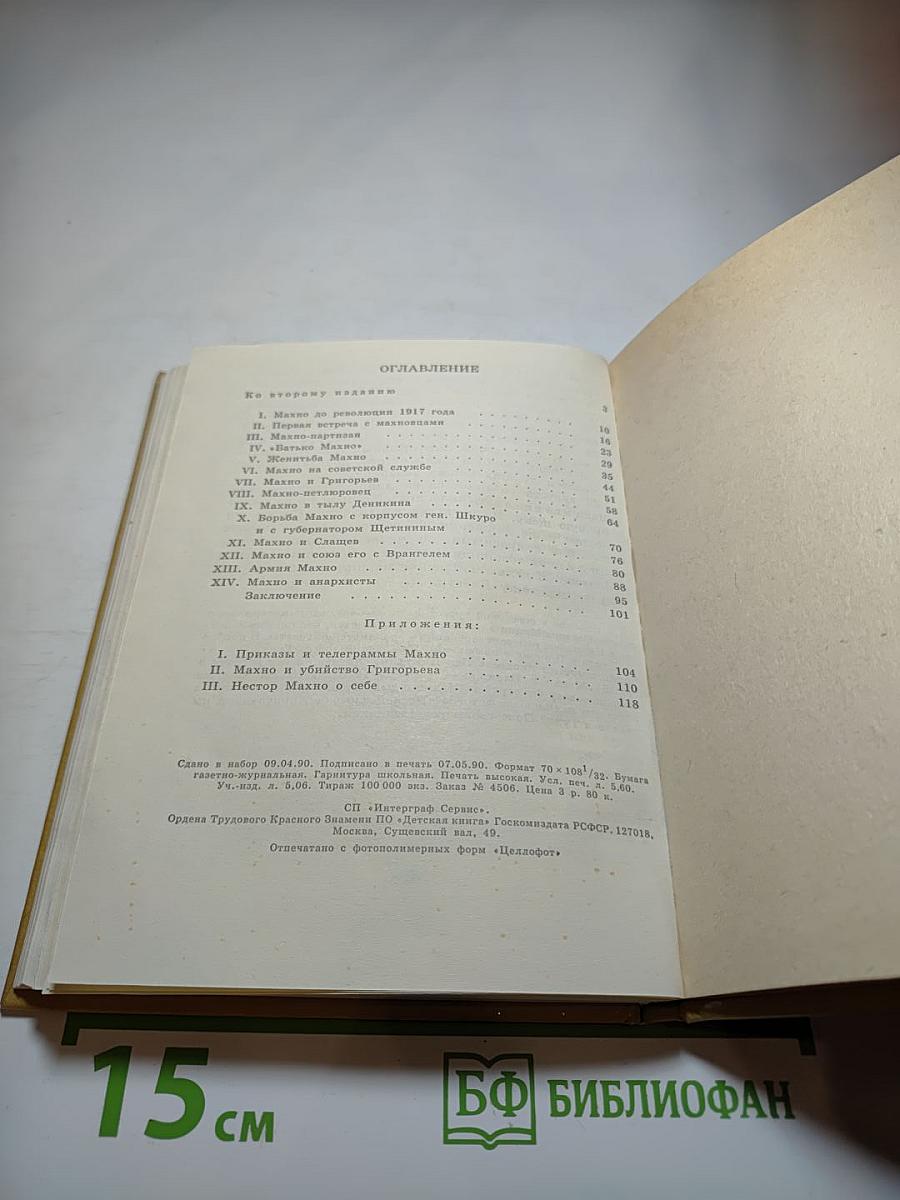 ОГЛАВЛЕНИЕ
Ко второму изданию 3
I. Махно до революции 1917 года . . . . . . . 10
II. Первая встреча с махновцами . . . . . . . 16
III. Махно-партизан . . . . . . . . . . . . 23
IV. «Батько Махно» . . . . . . . . . . . . 29
V. Женитьба Махно . . . . . . . . . . . . 35
VI. Махно на советской службе . . . . . . . . 44
VII. Махно и Григорьев . . . . . . . . . . . 51
VIII. Махно-петлюровец . . . . . . . . . . . 58
IX. Махно в тылу Деникина . . . . . . . . . 64
X. Борьба Махно с корпусом ген. Шкуро
и с губернатором Щетининым . . . . . . . 70
XI. Махно и Слащев . . . . . . . . . . . . 76
XII. Махно и союз его с Врангелем . . . . . . . 80
XIII. Армия Махно . . . . . . . . . . . . . 88
XIV. Махно и анархисты . . . . . . . . . . . 95
Заключение . . . . . . . . . . . . . 101
Приложения:
I. Приказы и телеграммы Махно . . . . . . . 104
II. Махно и убийство Григорьева . . . . . . . 110
III. Нестор Махно о себе . . . . . . . . . . 118
Сдано в набор 09.04.90. Подписано в печать 07.05.90. Формат 70×108¹/32. Бумага
газетно-журнальная. Гарнитура школьная. Печать высокая. Усл. печ. л. 5,60.
Уч.-изд. л. 5,06. Тираж 100 000 экз. Заказ № 4506. Цена 3 р. 80 к.
СП «Интерграф Сервис».
Ордена Трудового Красного Знамени ПО «Детская книга» Госкомиздата РСФСР. 127018,
Москва, Сущевский вал, 49.
Отпечатано с фотополимерных форм «Целлофот»
15 см
БФ БИБЛИОФАН